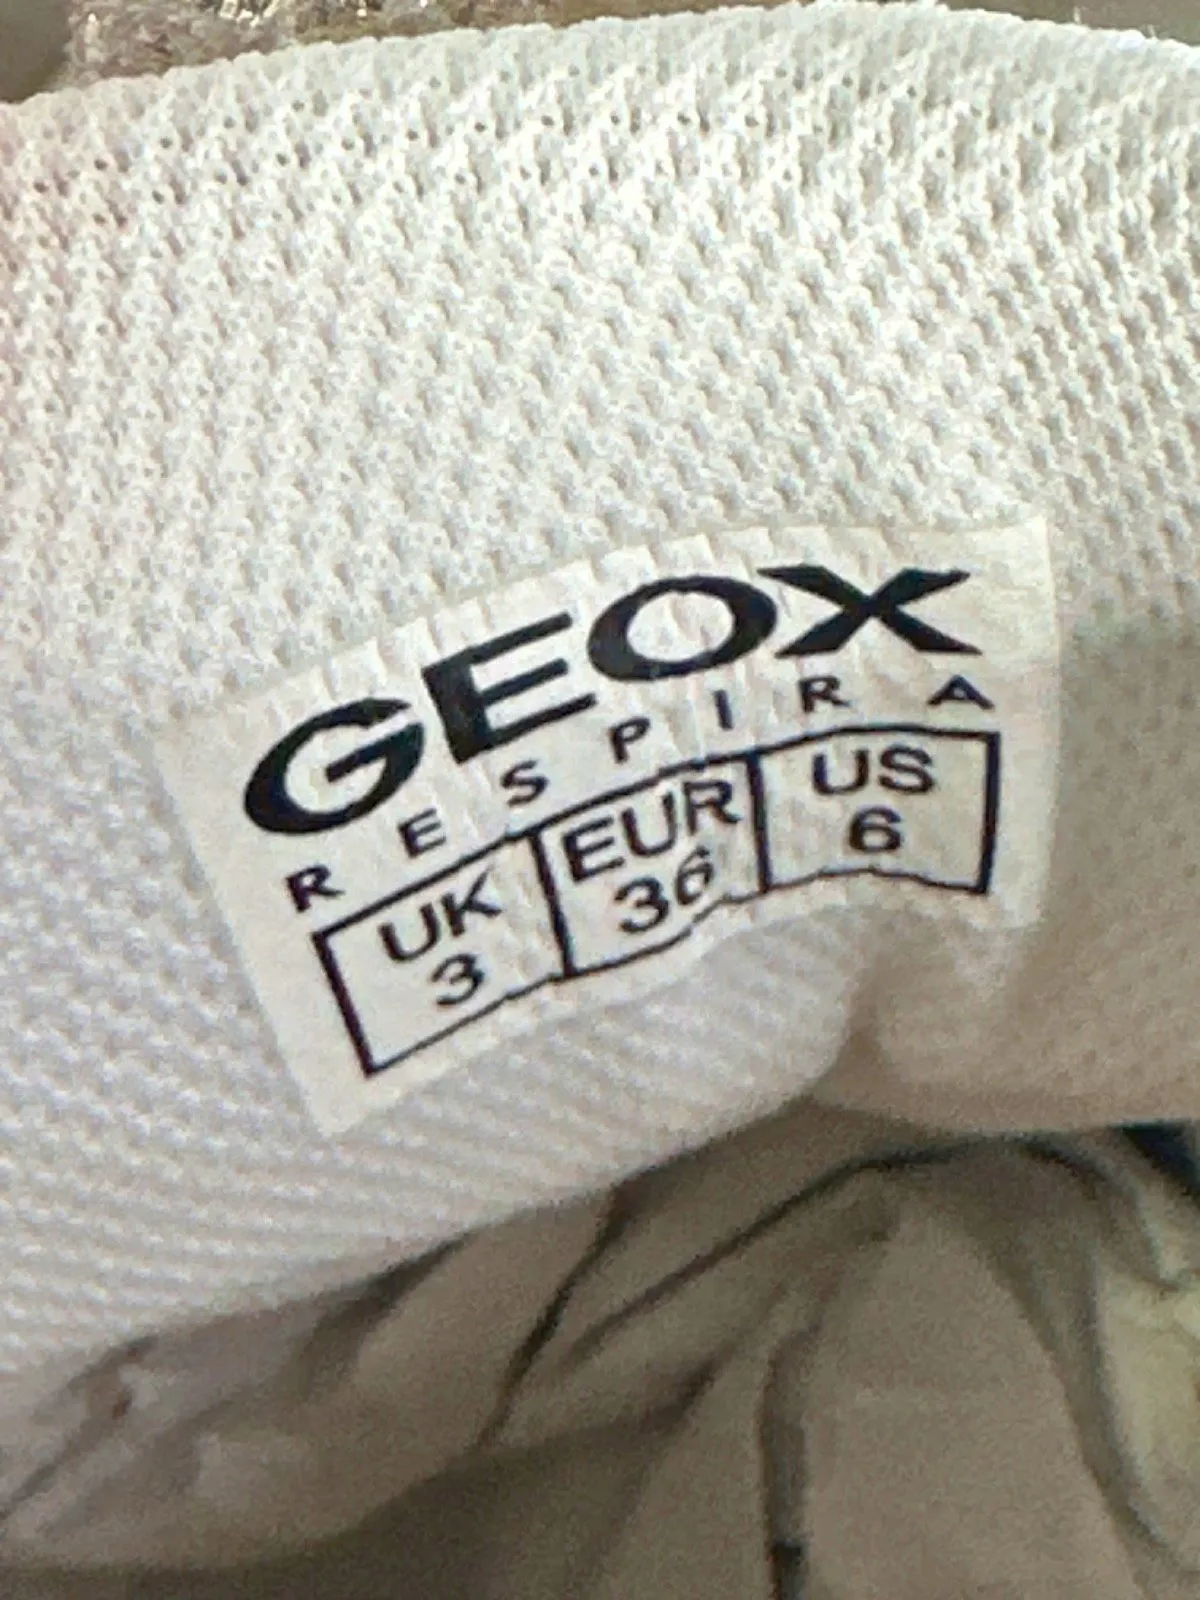 GEOX
RESPIRA
UK EUR US
3 36 6